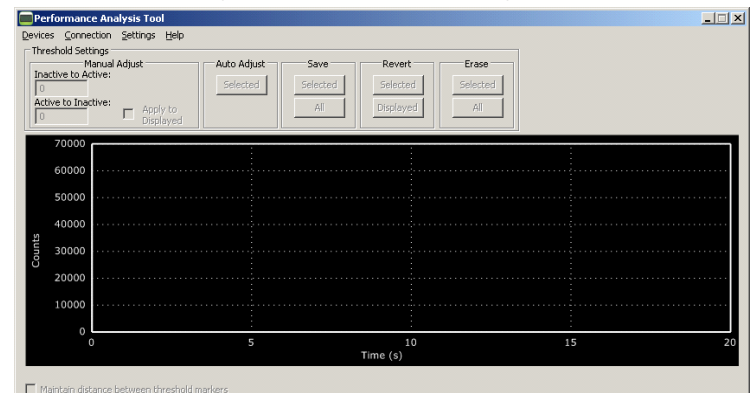 Performance Analysis Tool
Devices Connection Settings Help
Threshold Settings
Manual Adjust
Auto Adjust
Save
Revert
Erase
Inactive to Active:
0
Active to Inactive:
0
Apply to
Displayed
Selected
Selected
All
Selected
Displayed
Selected
All
70000
60000
50000
40000
30000
20000
10000
0
Counts
0 5 10 15 20
Time (s)
Maintain distance between threshold markers